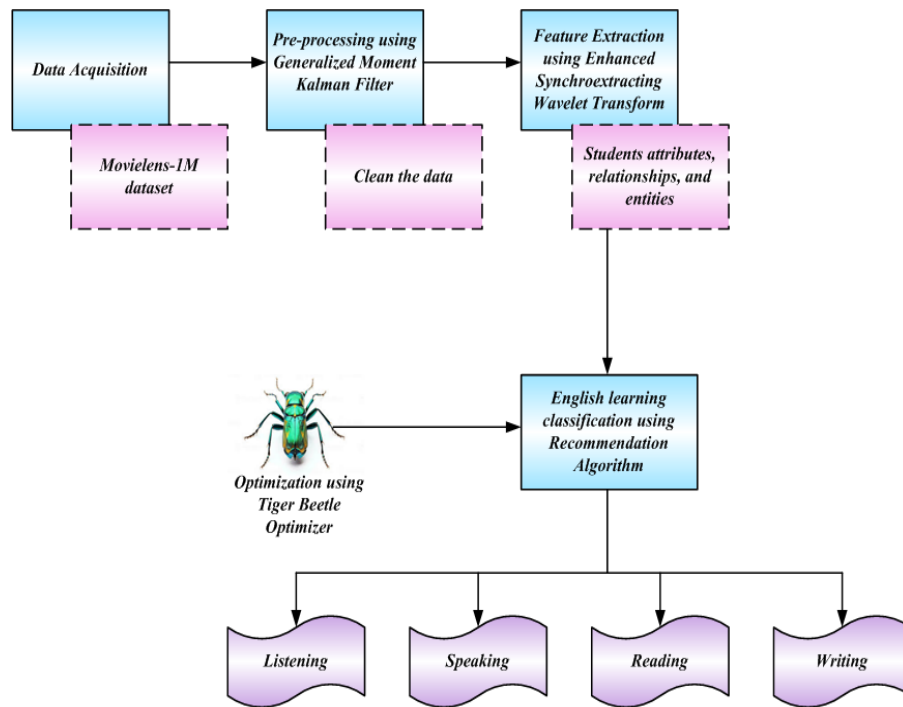 Data Acquisition
Movielens-1M
dataset
Pre-processing using
Generalized Moment
Kalman Filter
Clean the data
Feature Extraction
using Enhanced
Synchroextracting
Wavelet Transform
Students attributes,
relationships, and
entities
Optimization using
Tiger Beetle
Optimizer
English learning
classification using
Recommendation
Algorithm
Listening
Speaking
Reading
Writing